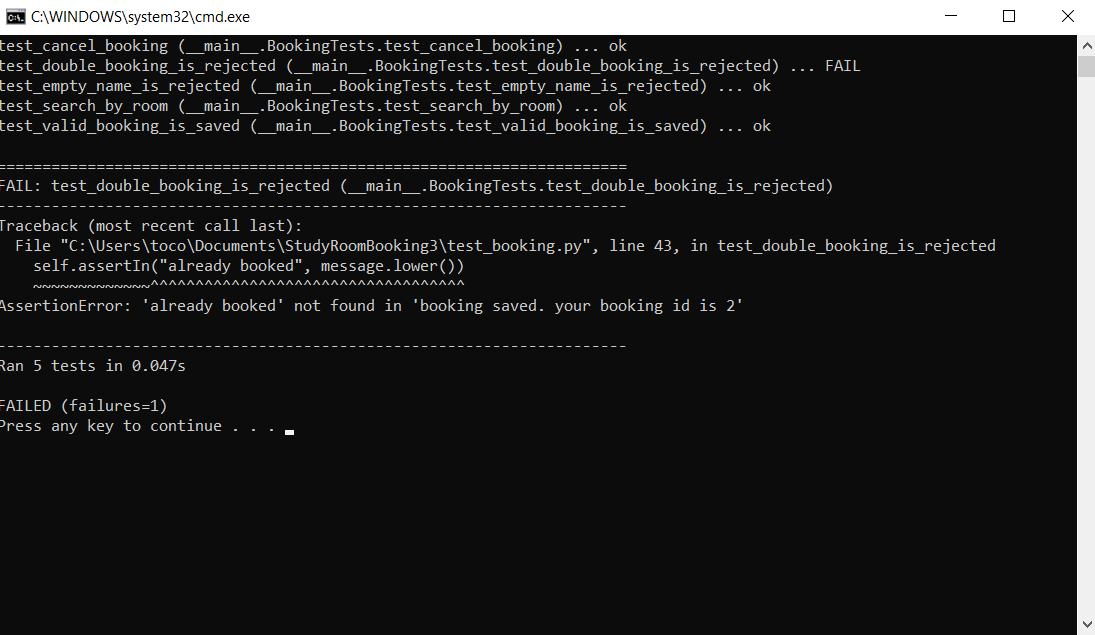 C:\WINDOWS\system32\cmd.exe
test_cancel_booking (__main__.BookingTests.test_cancel_booking) ... ok
test_double_booking_is_rejected (__main__.BookingTests.test_double_booking_is_rejected) ... FAIL
test_empty_name_is_rejected (__main__.BookingTests.test_empty_name_is_rejected) ... ok
test_search_by_room (__main__.BookingTests.test_search_by_room) ... ok
test_valid_booking_is_saved (__main__.BookingTests.test_valid_booking_is_saved) ... ok

======================================================================
FAIL: test_double_booking_is_rejected (__main__.BookingTests.test_double_booking_is_rejected)
----------------------------------------------------------------------
Traceback (most recent call last):
  File "C:\Users\toco\Documents\StudyRoomBooking3\test_booking.py", line 43, in test_double_booking_is_rejected
    self.assertIn("already booked", message.lower())
    ~~~~~~~~~~~~~^^^^^^^^^^^^^^^^^^^^^^^^^^^^^^^^^^^
AssertionError: 'already booked' not found in 'booking saved. your booking id is 2'

----------------------------------------------------------------------
Ran 5 tests in 0.047s

FAILED (failures=1)
Press any key to continue . . .